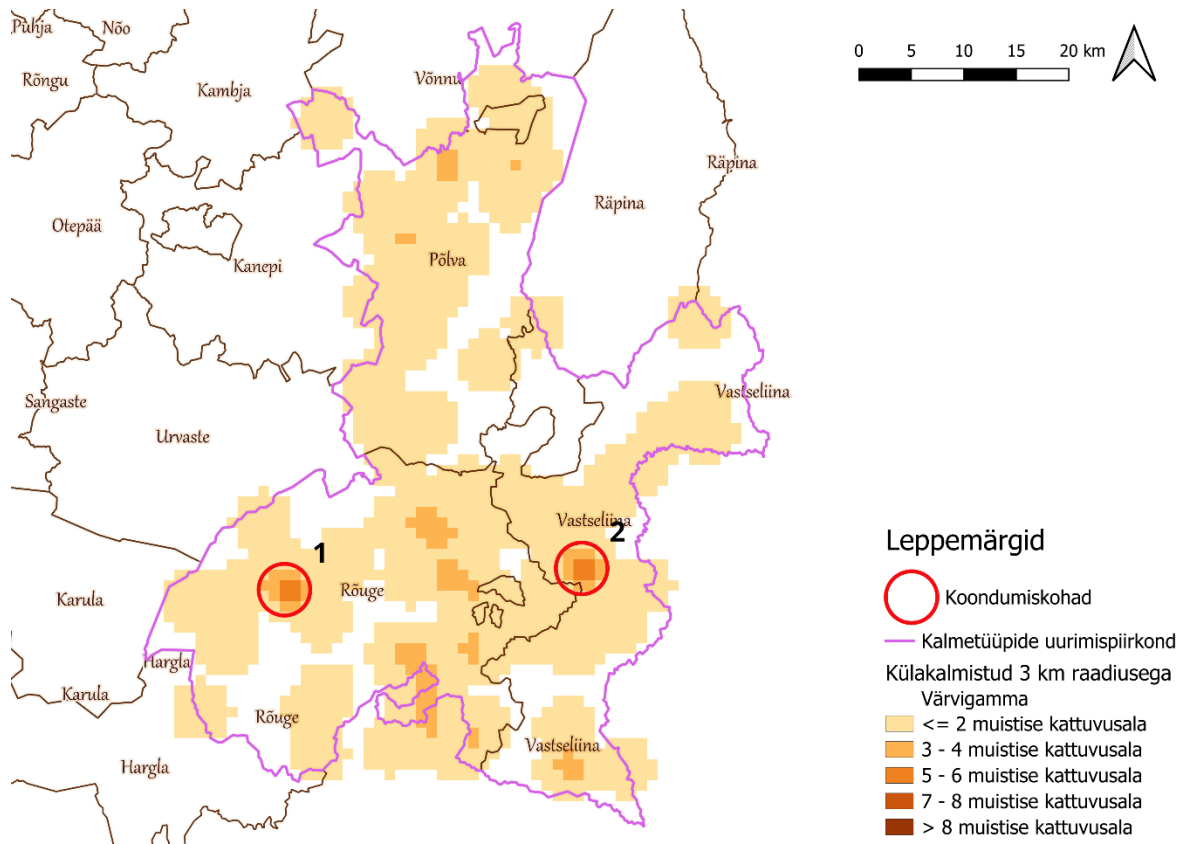 Puhja
Nõo
0 5 10 15 20 km
Rõngu
Kambja
Võnnu
Räpina
Räpina
Otepää
Kanepi
Põlva
Sangaste
Urvaste
Vastseliina
Vastseliina
1
2
Karula
Rõuge
Hargla
Karula
Rõuge
Vastseliina
Hargla
Leppemärgid
Koondumiskohad
Kalmetüüpide uurimispiirkond
Külakalmistud 3 km raadiusega
Värvigamma
<= 2 muistise kattuvusala
3 - 4 muistise kattuvusala
5 - 6 muistise kattuvusala
7 - 8 muistise kattuvusala
> 8 muistise kattuvusala